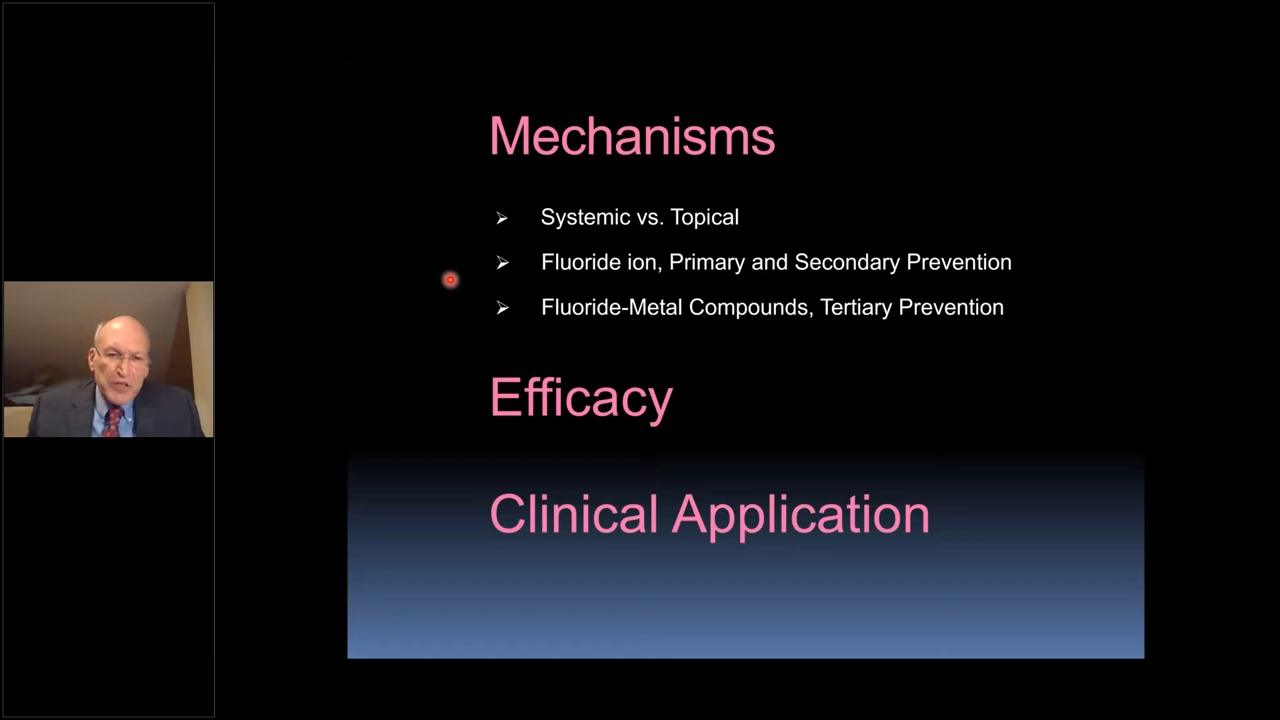 Mechanisms
Systemic vs. Topical
Fluoride ion, Primary and Secondary Prevention
Fluoride-Metal Compounds, Tertiary Prevention
Efficacy
Clinical Application